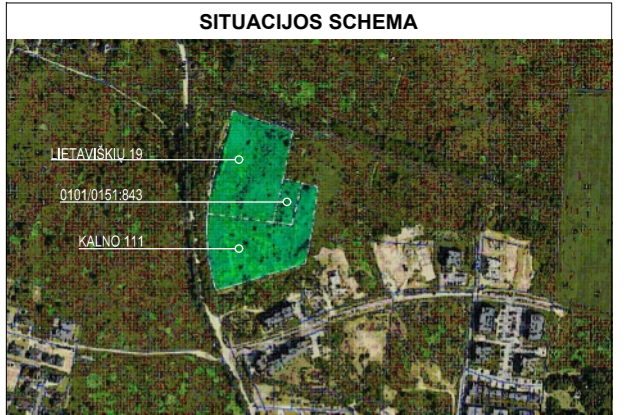 SITUACIJOS SCHEMA
LIETAVIŠKIŲ 19
0101/0151:843
KALNO 111